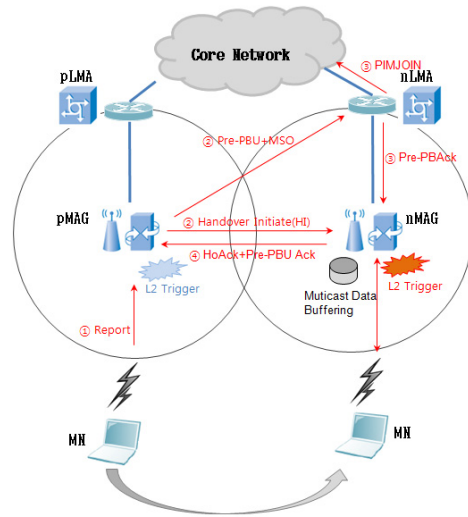 Core Network
③ PIMJOIN
pLMA
nLMA
② Pre-PBU+MSO
③ Pre-PBAck
pMAG
② Handover Initiate(HI)
nMAG
④ HoAck+Pre-PBU Ack
L2 Trigger
Muticast Data
Buffering
L2 Trigger
① Report
MN
MN